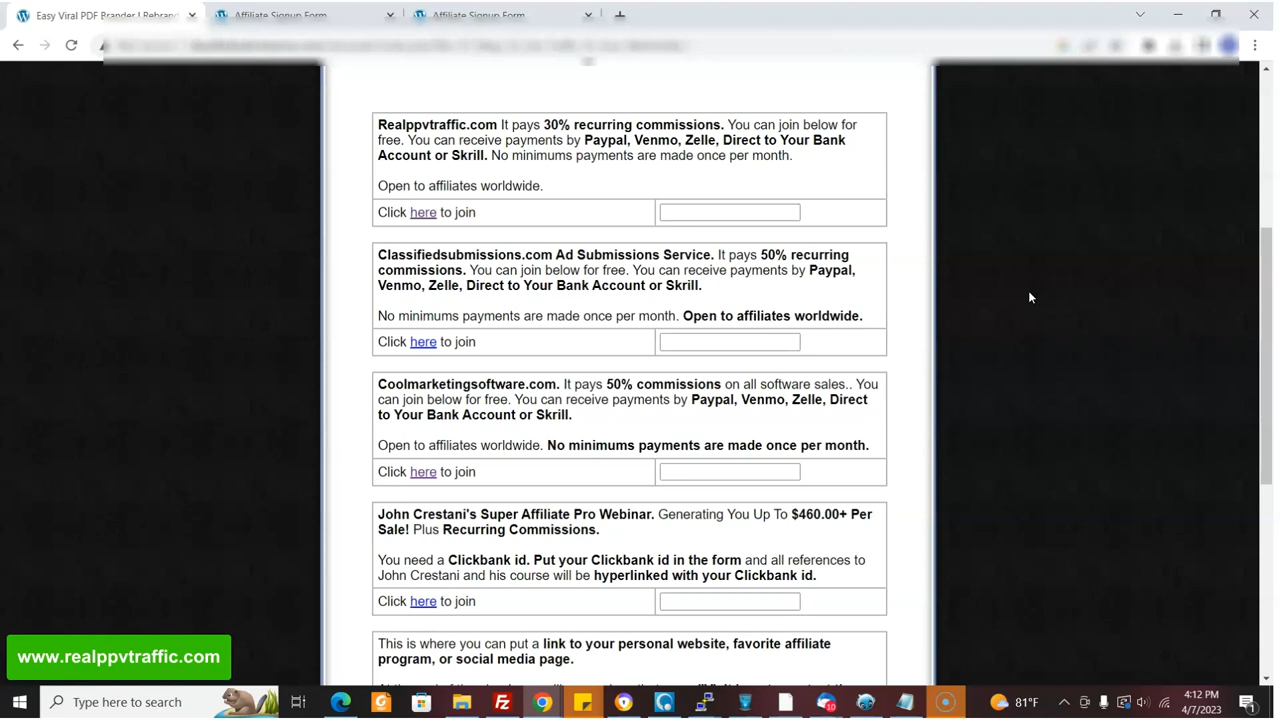 Easy Viral PDF Brander | Rebrand
Affiliate Signup Form
Affiliate Signup Form
Realppvtraffic.com It pays 30% recurring commissions. You can join below for
free. You can receive payments by Paypal, Venmo, Zelle, Direct to Your Bank
Account or Skrill. No minimums payments are made once per month.
Open to affiliates worldwide.
Click here to join
Classifiedsubmissions.com Ad Submissions Service. It pays 50% recurring
commissions. You can join below for free. You can receive payments by Paypal,
Venmo, Zelle, Direct to Your Bank Account or Skrill.
No minimums payments are made once per month. Open to affiliates worldwide.
Click here to join
Coolmarketingsoftware.com. It pays 50% commissions on all software sales.. You
can join below for free. You can receive payments by Paypal, Venmo, Zelle, Direct
to Your Bank Account or Skrill.
Open to affiliates worldwide. No minimums payments are made once per month.
Click here to join
John Crestani's Super Affiliate Pro Webinar. Generating You Up To $460.00+ Per
Sale! Plus Recurring Commissions.
You need a Clickbank id. Put your Clickbank id in the form and all references to
John Crestani and his course will be hyperlinked with your Clickbank id.
Click here to join
This is where you can put a link to your personal website, favorite affiliate
program, or social media page.
www.realppvtraffic.com
Type here to search
10
81°F
4:12 PM
4/7/2023
1